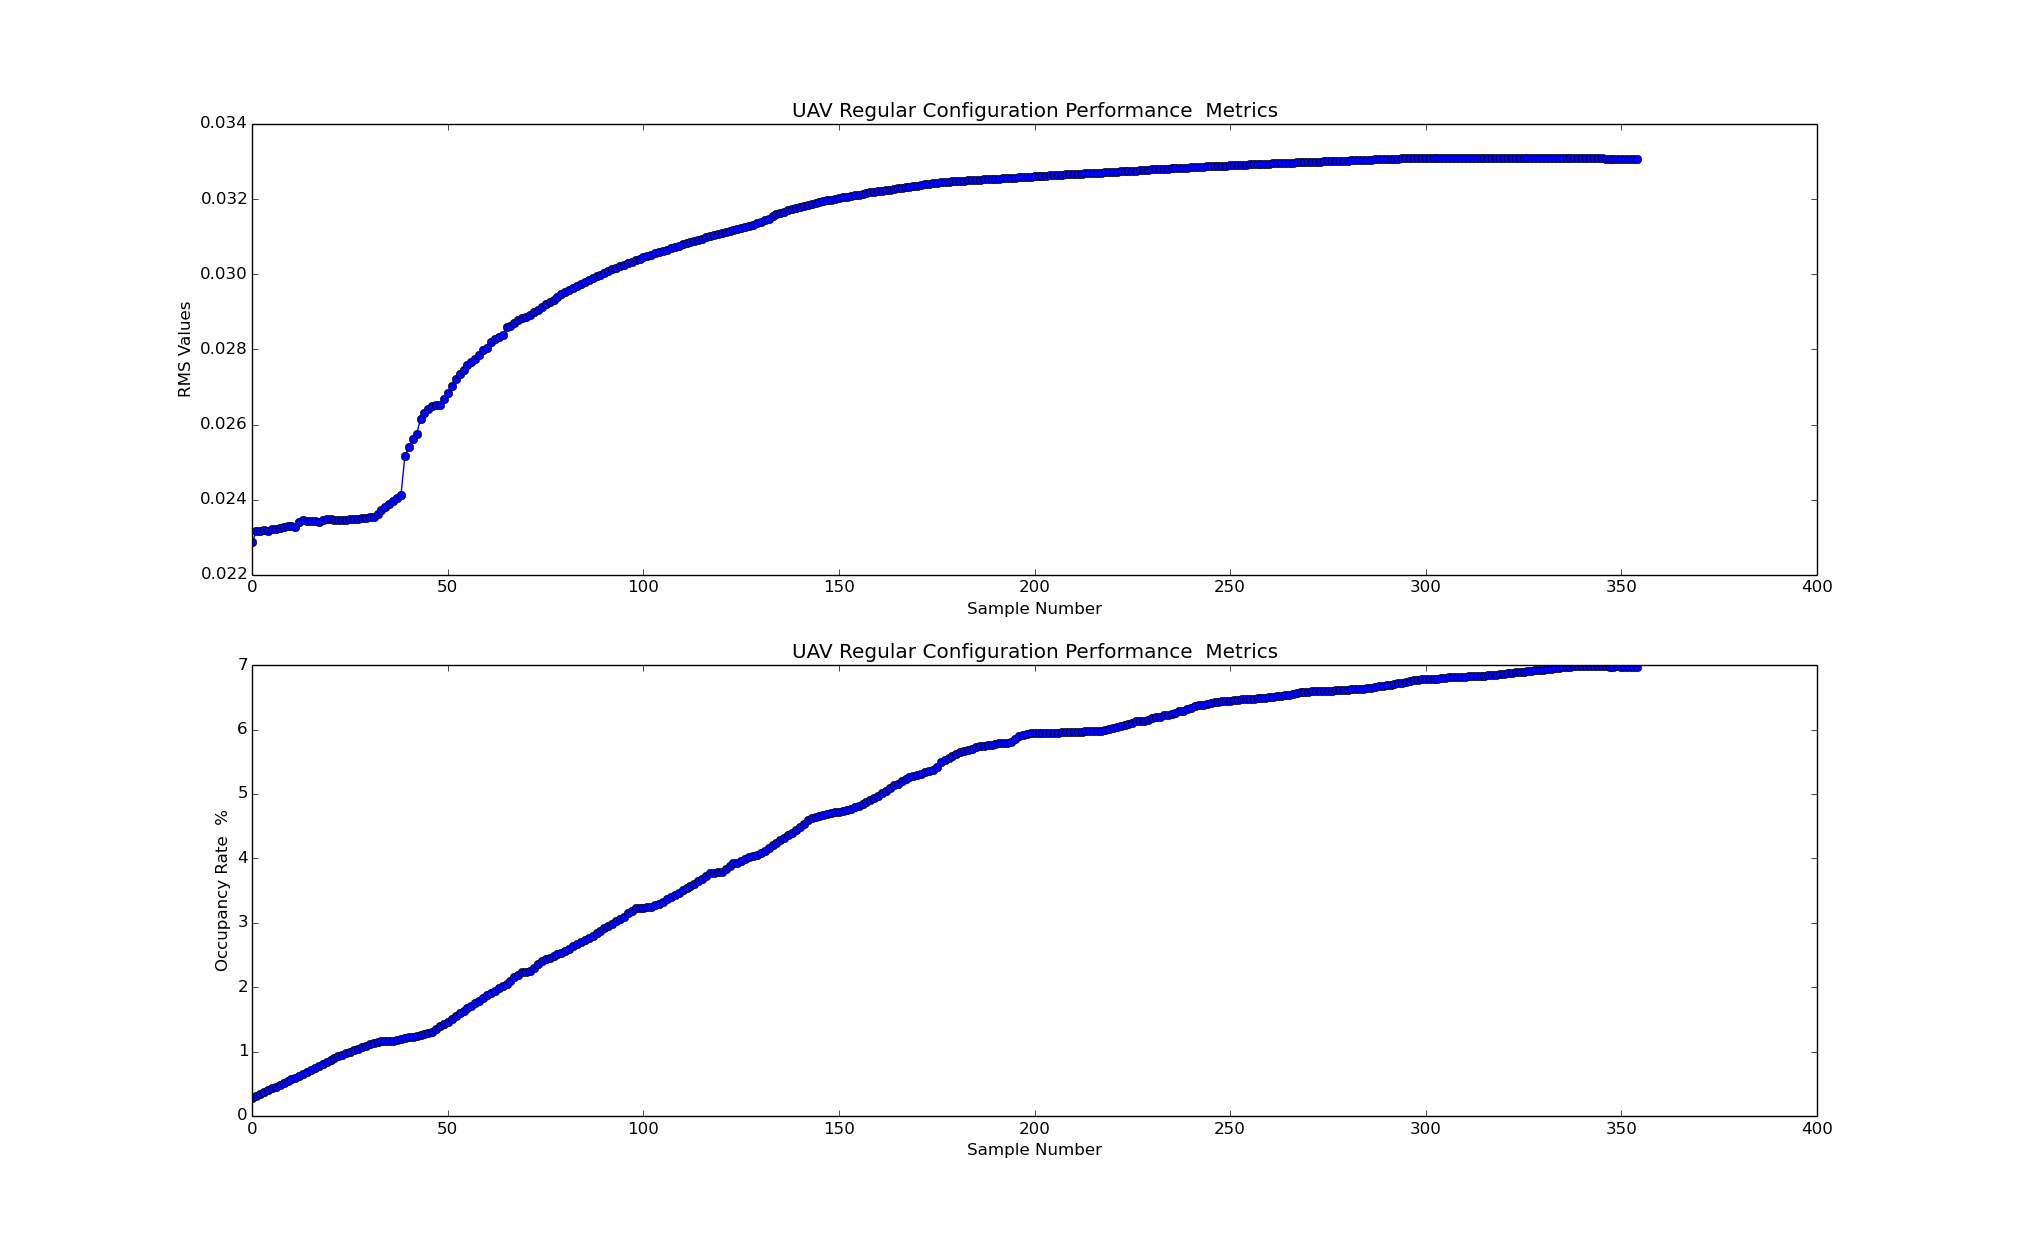 UAV Regular Configuration Performance  Metrics
0.034
0.032
0.030
0.028
0.026
0.024
0.022
RMS Values
0 50 100 150 200 250 300 350 400
Sample Number
UAV Regular Configuration Performance  Metrics
7
6
5
4
3
2
1
0
Occupancy Rate  %
0 50 100 150 200 250 300 350 400
Sample Number